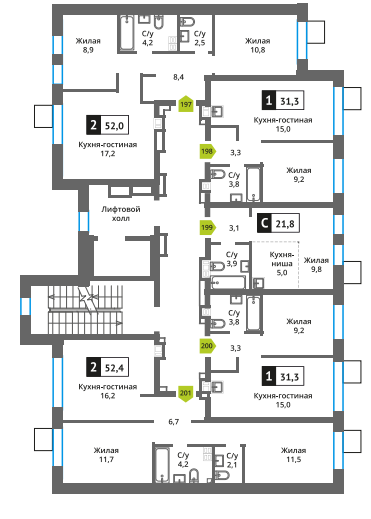 Жилая
8,9
С/у
4,2
С/у
2,5
Жилая
10,8
8,4
197
2 52,0
Кухня-гостиная
17,2
1 31,3
Кухня-гостиная
15,0
198
3,3
Жилая
9,2
С/у
3,8
Лифтовой
холл
199
3,1
С 21,8
С/у
3,9
Кухня-
ниша
5,0
Жилая
9,8
С/у
3,8
Жилая
9,2
200
3,3
2 52,4
Кухня-гостиная
16,2
1 31,3
Кухня-гостиная
15,0
201
6,7
Жилая
11,7
С/у
4,2
С/у
2,1
Жилая
11,5